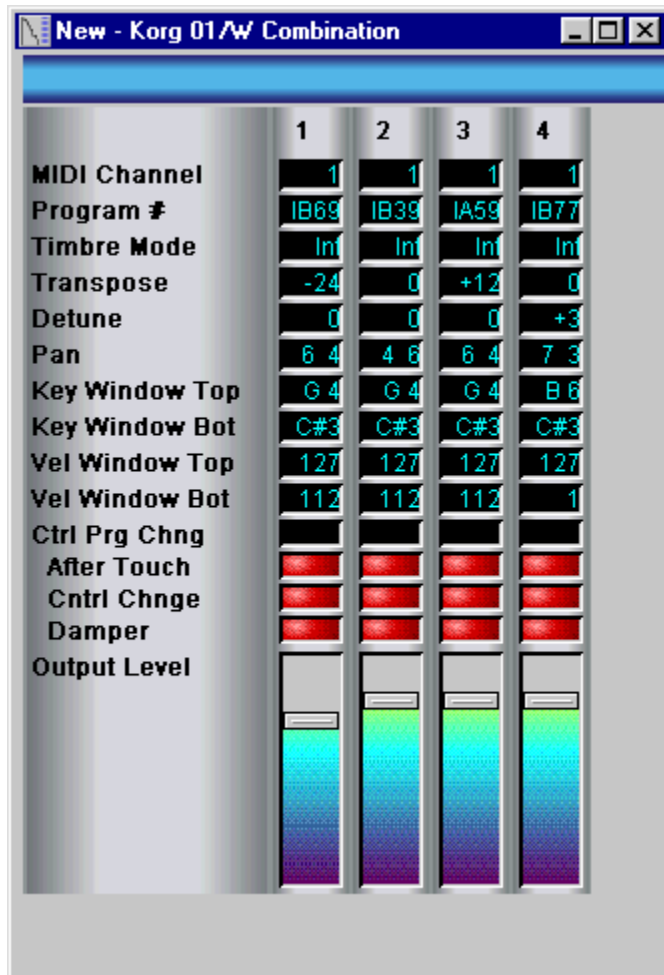 New - Korg 01/W Combination
1 2 3 4
MIDI Channel 1 1 1 1
Program # IB69 IB39 IA59 IB77
Timbre Mode Int Int Int Int
Transpose -24 0 +12 0
Detune 0 0 0 +3
Pan 6 4 4 6 6 4 7 3
Key Window Top G 4 G 4 G 4 B 6
Key Window Bot C#3 C#3 C#3 C#3
Vel Window Top 127 127 127 127
Vel Window Bot 112 112 112 1
Ctrl Prg Chng
After Touch
Cntrl Chnge
Damper
Output Level